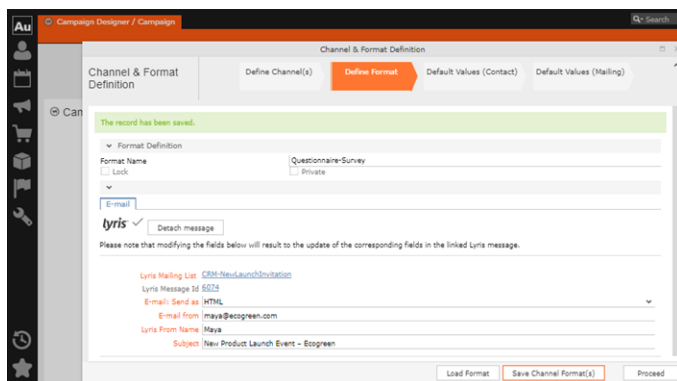 Au
Campaign Designer / Campaign
Search
Channel & Format Definition
Channel & Format
Definition
Define Channel(s)
Define Format
Default Values (Contact)
Default Values (Mailing)
Can
The record has been saved.
Format Definition
Format Name
Questionnaire-Survey
Lock
Private
E-mail
lyris
Detach message
Please note that modifying the fields below will result to the update of the corresponding fields in the linked Lyris message.
Lyris Mailing List CRM-NewLaunchInvitation
Lyris Message Id 6074
E-mail: Send as HTML
E-mail from maya@ecogreen.com
Lyris From Name Maya
Subject New Product Launch Event – Ecogreen
Load Format
Save Channel Format(s)
Proceed